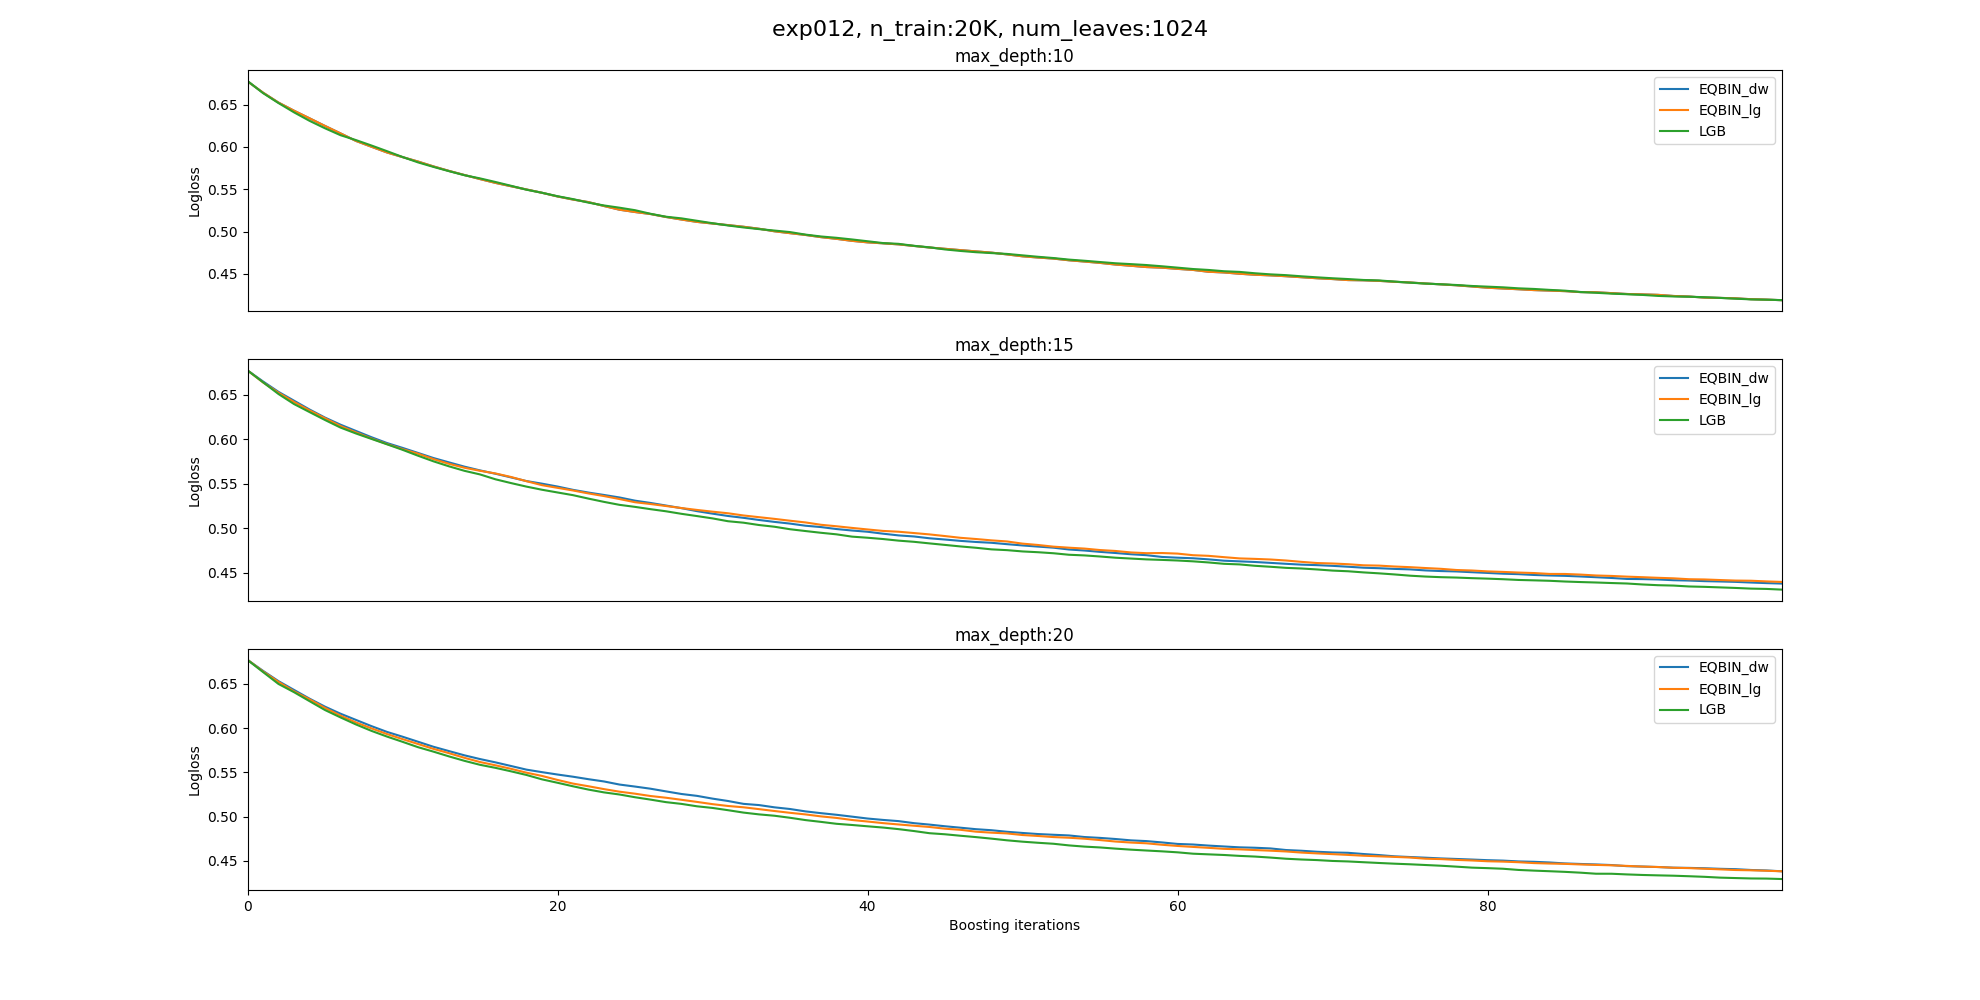 exp012, n_train:20K, num_leaves:1024
max_depth:10
Logloss
0.65
0.60
0.55
0.50
0.45
EQBIN_dw
EQBIN_lg
LGB
max_depth:15
Logloss
0.65
0.60
0.55
0.50
0.45
EQBIN_dw
EQBIN_lg
LGB
max_depth:20
Logloss
0.65
0.60
0.55
0.50
0.45
EQBIN_dw
EQBIN_lg
LGB
0 20 40 60 80
Boosting iterations